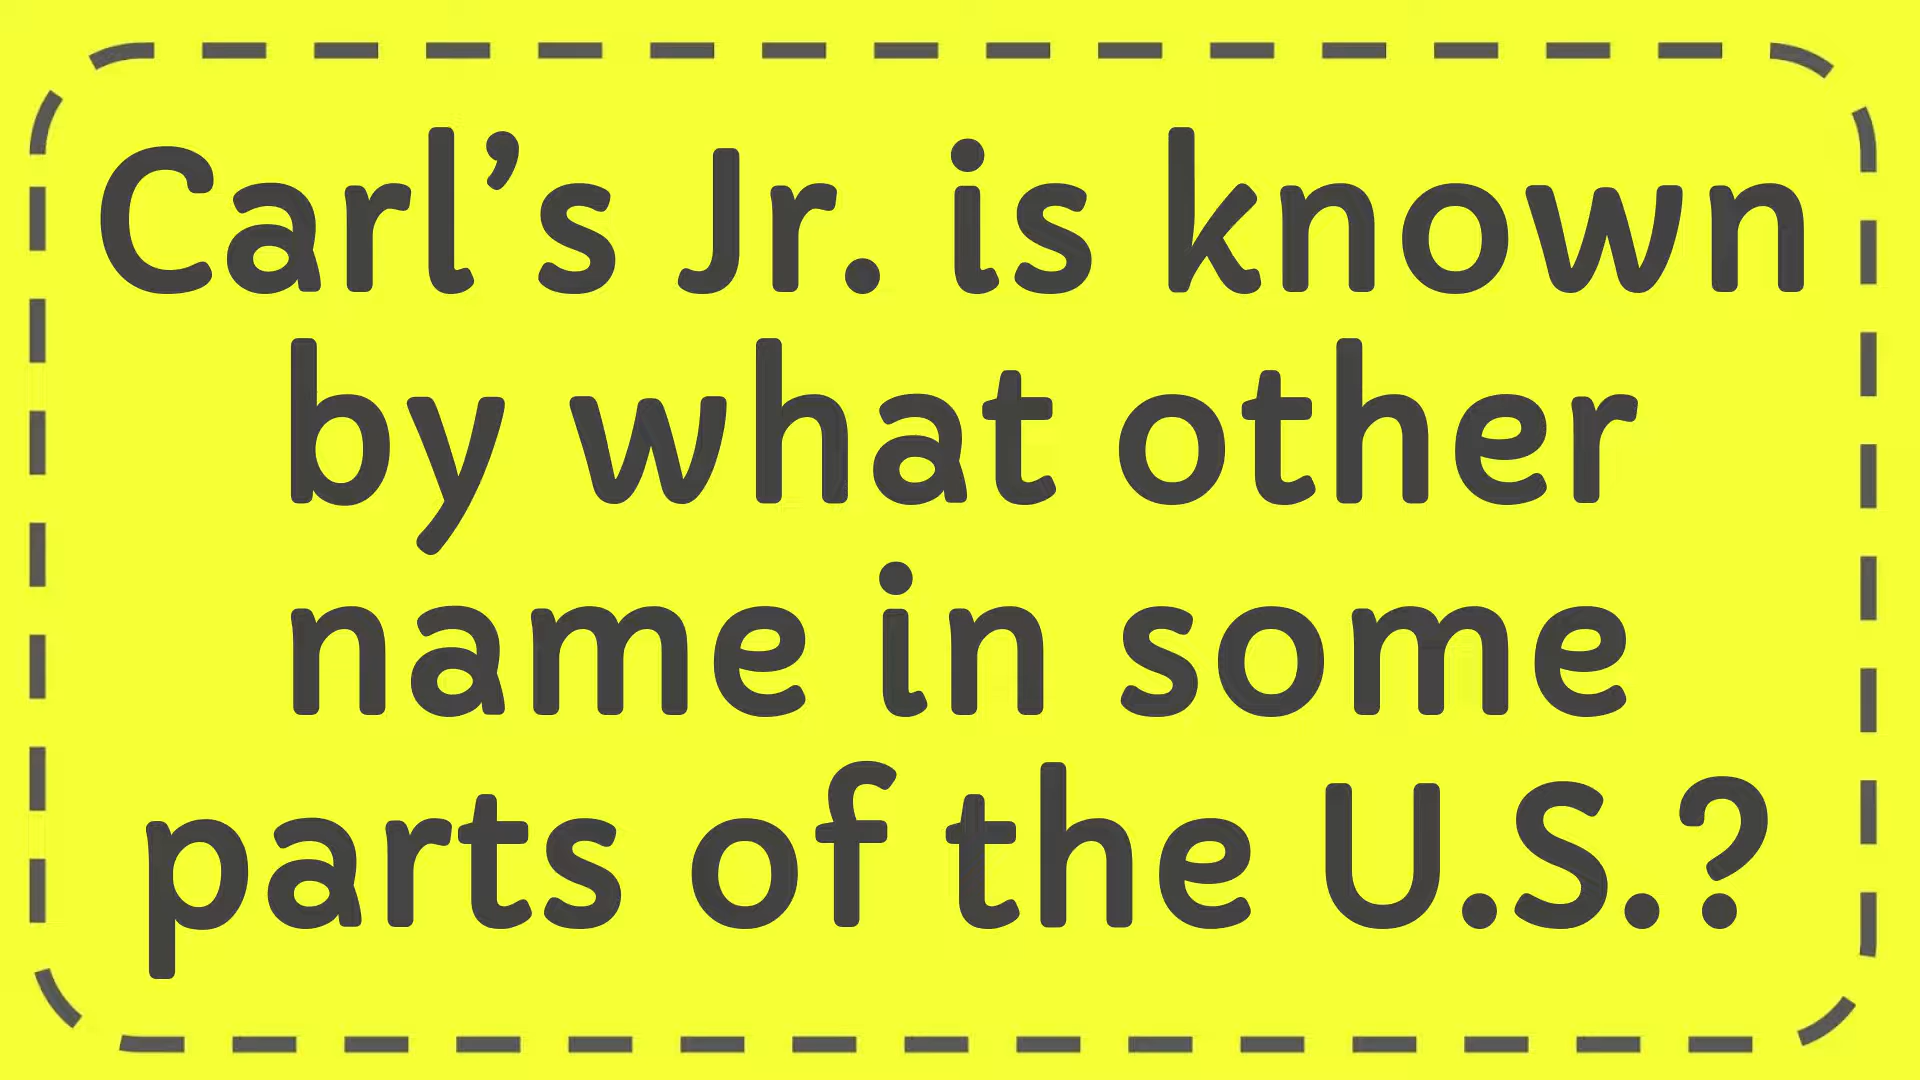 Carl’s Jr. is known
by what other
name in some
parts of the U.S.?